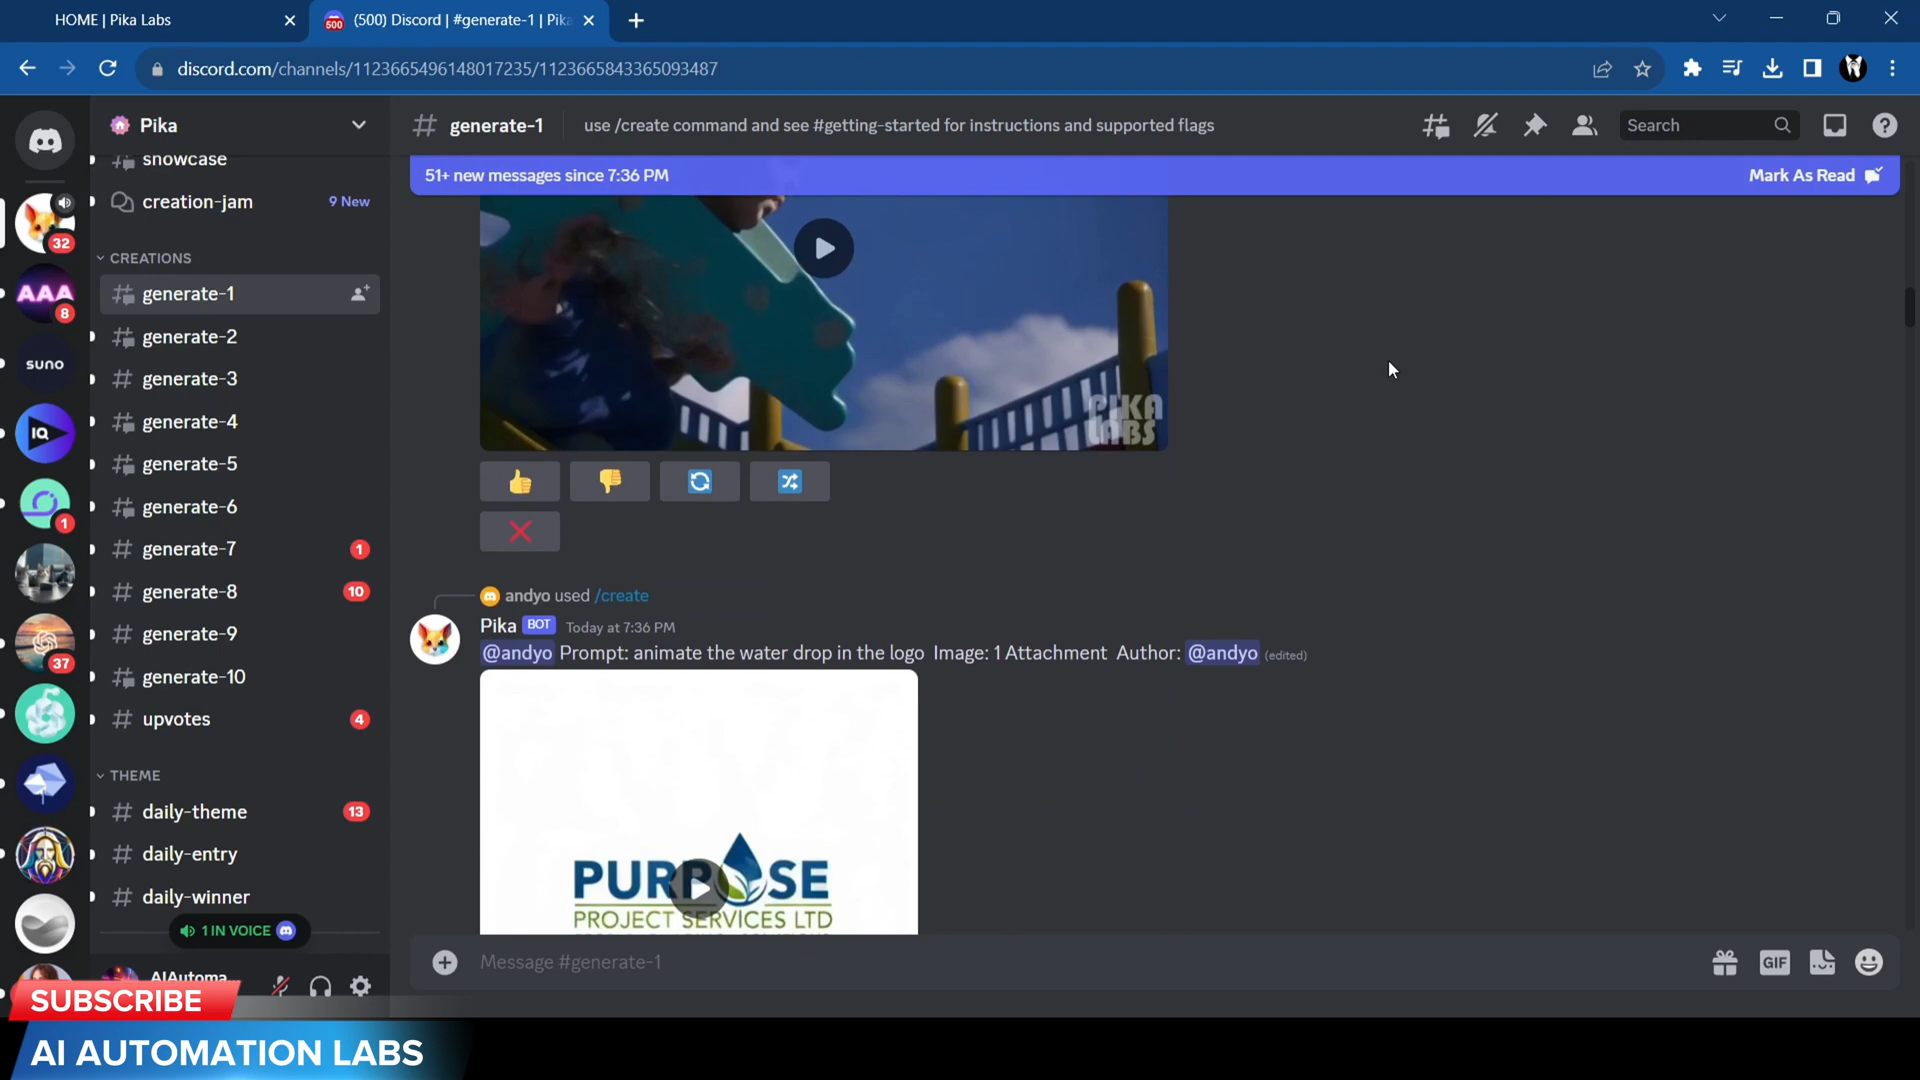 HOME | Pika Labs
500
(500) Discord | #generate-1 | Pika
discord.com/channels/1123665496148017235/1123665843365093487
Pika
# generate-1
use /create command and see #getting-started for instructions and supported flags
Search
51+ new messages since 7:36 PM
Mark As Read
showcase
creation-jam
9 New
32
CREATIONS
generate-1
AAA
8
generate-2
suno
generate-3
generate-4
IQ
generate-5
generate-6
1
generate-7
1
generate-8
10
generate-9
37
generate-10
upvotes
4
THEME
daily-theme
13
daily-entry
daily-winner
1 IN VOICE
AIAutoma...
PIKA
LABS
andyo used /create
Pika BOT Today at 7:36 PM
@andyo Prompt: animate the water drop in the logo Image: 1 Attachment Author: @andyo (edited)
PURPOSE
PROJECT SERVICES LTD
Message #generate-1
GIF
SUBSCRIBE
AI AUTOMATION LABS